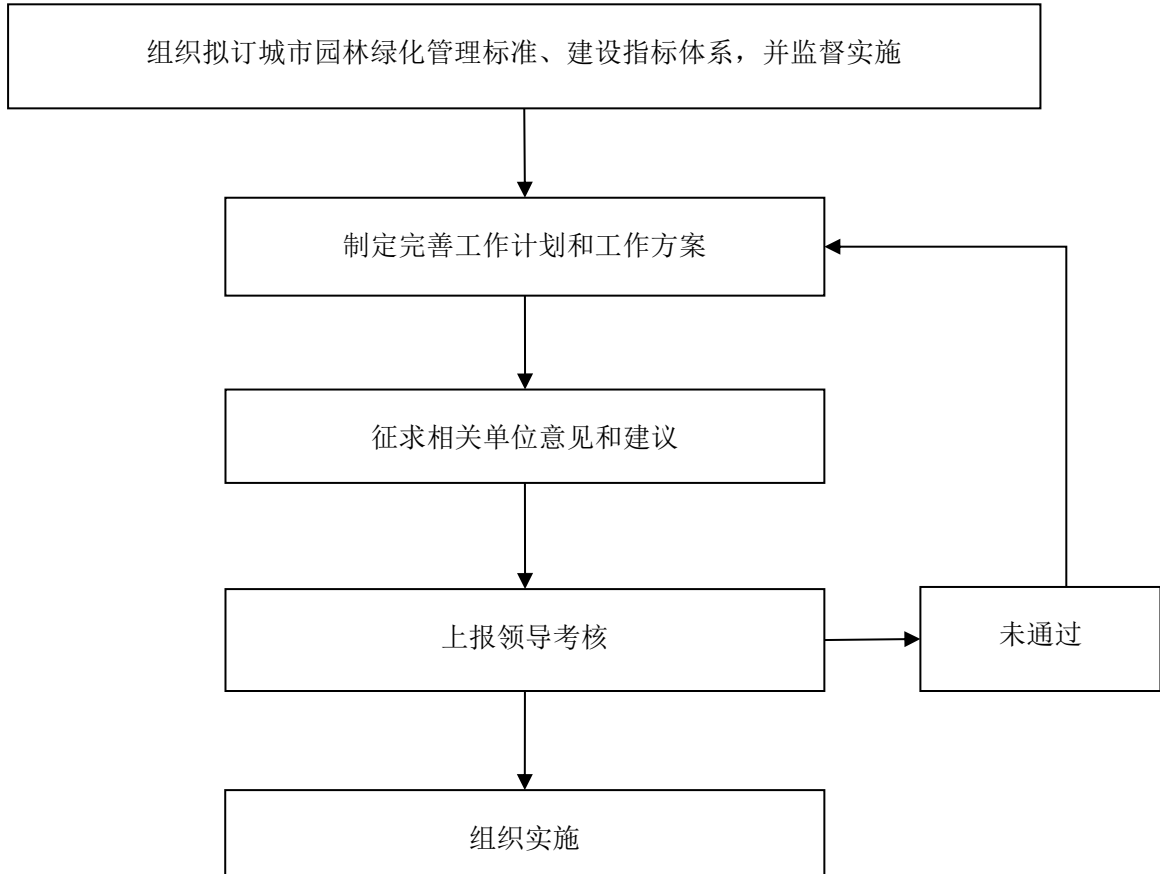 组织拟订城市园林绿化管理标准、建设指标体系，并监督实施
制定完善工作计划和工作方案
征求相关单位意见和建议
上报领导考核
未通过
组织实施